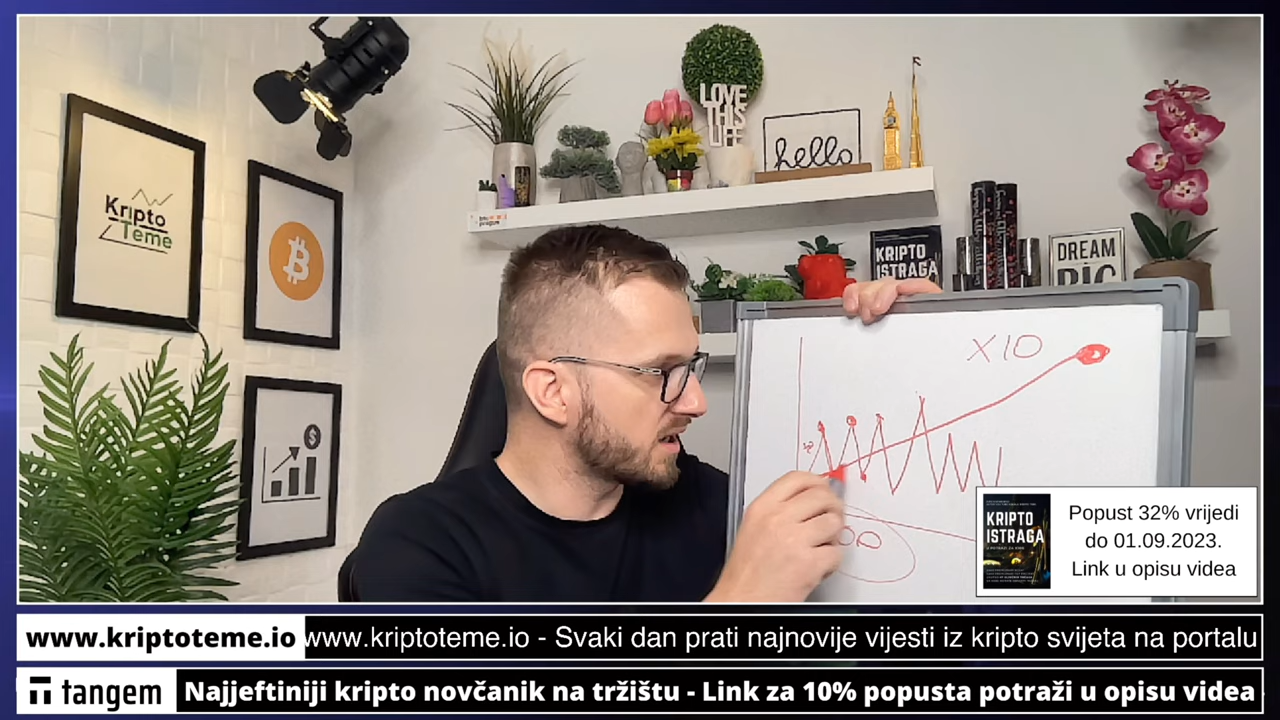 Kripto
Teme
LOVE
THIS
LIFE
hello
KRIPTO
ISTRAGA
DREAM
BIG
X10
KRIPTO
ISTRAGA
Popust 32% vrijedi
do 01.09.2023.
Link u opisu videa
www.kriptoteme.io
www.kriptoteme.io - Svaki dan prati najnovije vijesti iz kripto svijeta na portalu
tangem
Najjeftiniji kripto novčanik na tržištu - Link za 10% popusta potraži u opisu videa